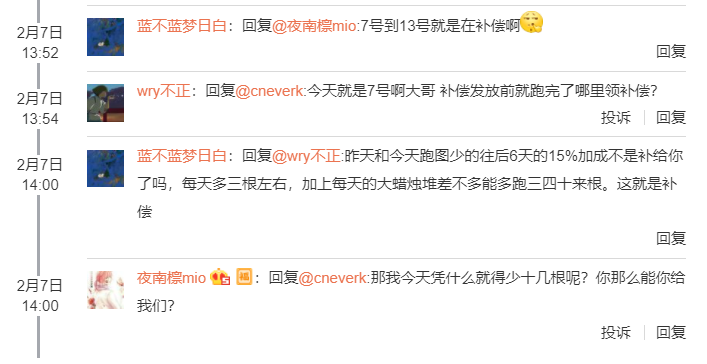 2月7日
13:52
蓝不蓝梦日白：回复@夜南檩mio:7号到13号就是在补偿啊
回复
2月7日
13:54
wry不正：回复@cneverk:今天就是7号啊大哥 补偿发放前就跑完了哪里领补偿？
投诉 回复
2月7日
14:00
蓝不蓝梦日白：回复@wry不正:昨天和今天跑图少的往后6天的15%加成不是补给你
了吗，每天多三根左右，加上每天的大蜡烛堆差不多能多跑三四十来根。这就是补
偿
回复
2月7日
14:00
夜南檩mio 福：回复@cneverk:那我今天凭什么就得少十几根呢？你那么能你给
我们？
投诉 回复